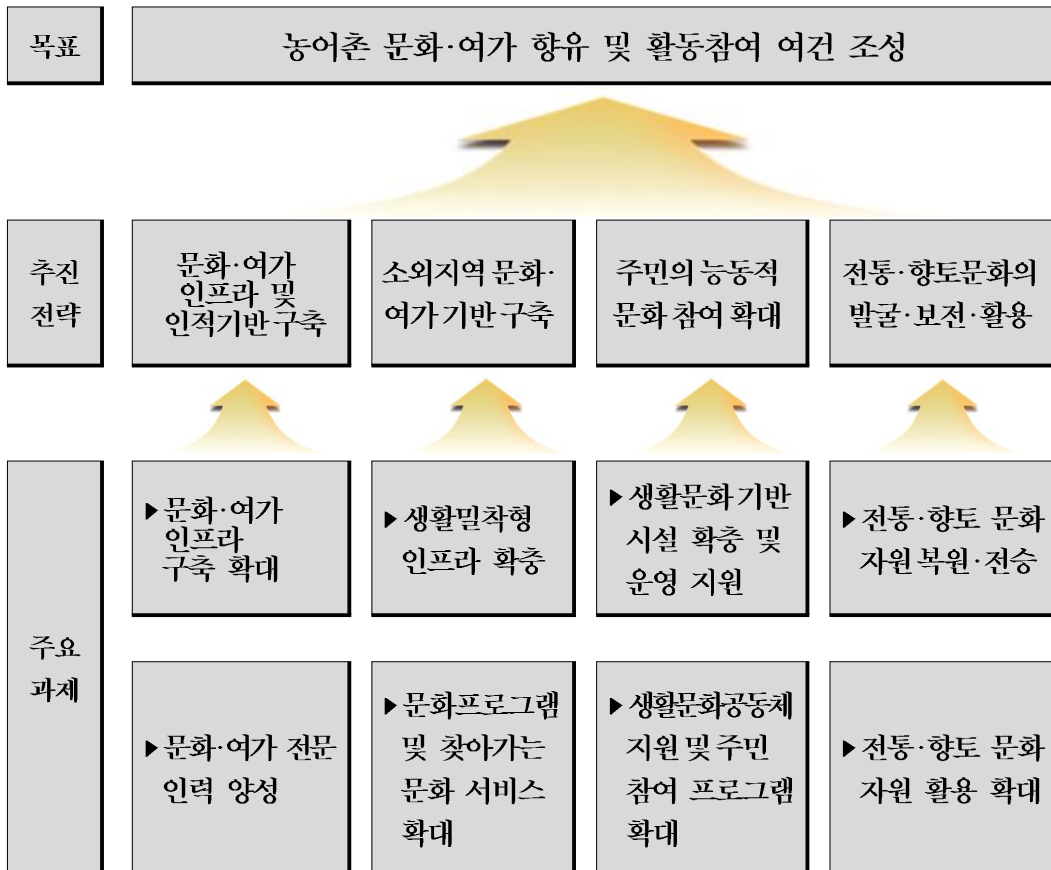 목표
농어촌 문화·여가 향유 및 활동참여 여건 조성
추진
전략
문화·여가
인프라 및
인적기반 구축
소외지역 문화·
여가 기반 구축
주민의 능동적
문화 참여 확대
전통·향토문화의
발굴·보전·활용
주요
과제
▶문화·여가
인프라
구축 확대
▶생활밀착형
인프라 확충
▶생활문화 기반
시설 확충 및
운영 지원
▶전통·향토 문화
자원 복원·전승
▶문화·여가 전문
인력 양성
▶문화프로그램
및 찾아가는
문화 서비스
확대
▶생활문화공동체
지원 및 주민
참여 프로그램
확대
▶전통·향토 문화
자원 활용 확대